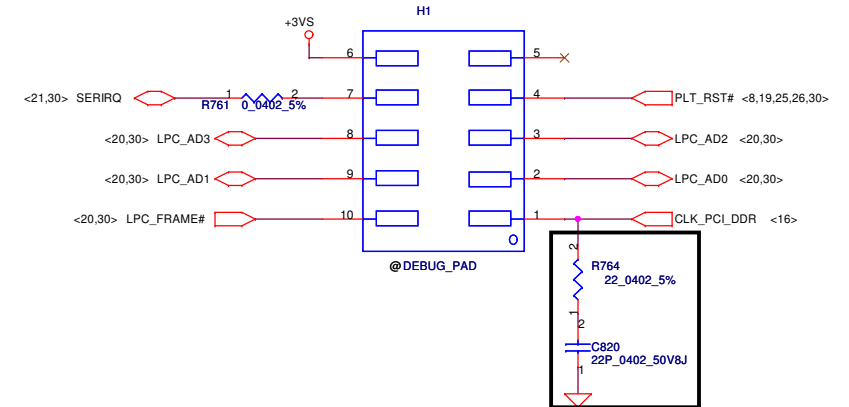 H1
+3VS
6
5
<21,30> SERIRQ
1
2
7
4
PLT_RST# <8,19,25,26,30>
R761 0_0402_5%
<20,30> LPC_AD3
8
3
LPC_AD2 <20,30>
<20,30> LPC_AD1
9
2
LPC_AD0 <20,30>
<20,30> LPC_FRAME#
10
1
CLK_PCI_DDR <16>
@DEBUG_PAD
2
R764
22_0402_5%
1
2
C820
22P_0402_50V8J
1